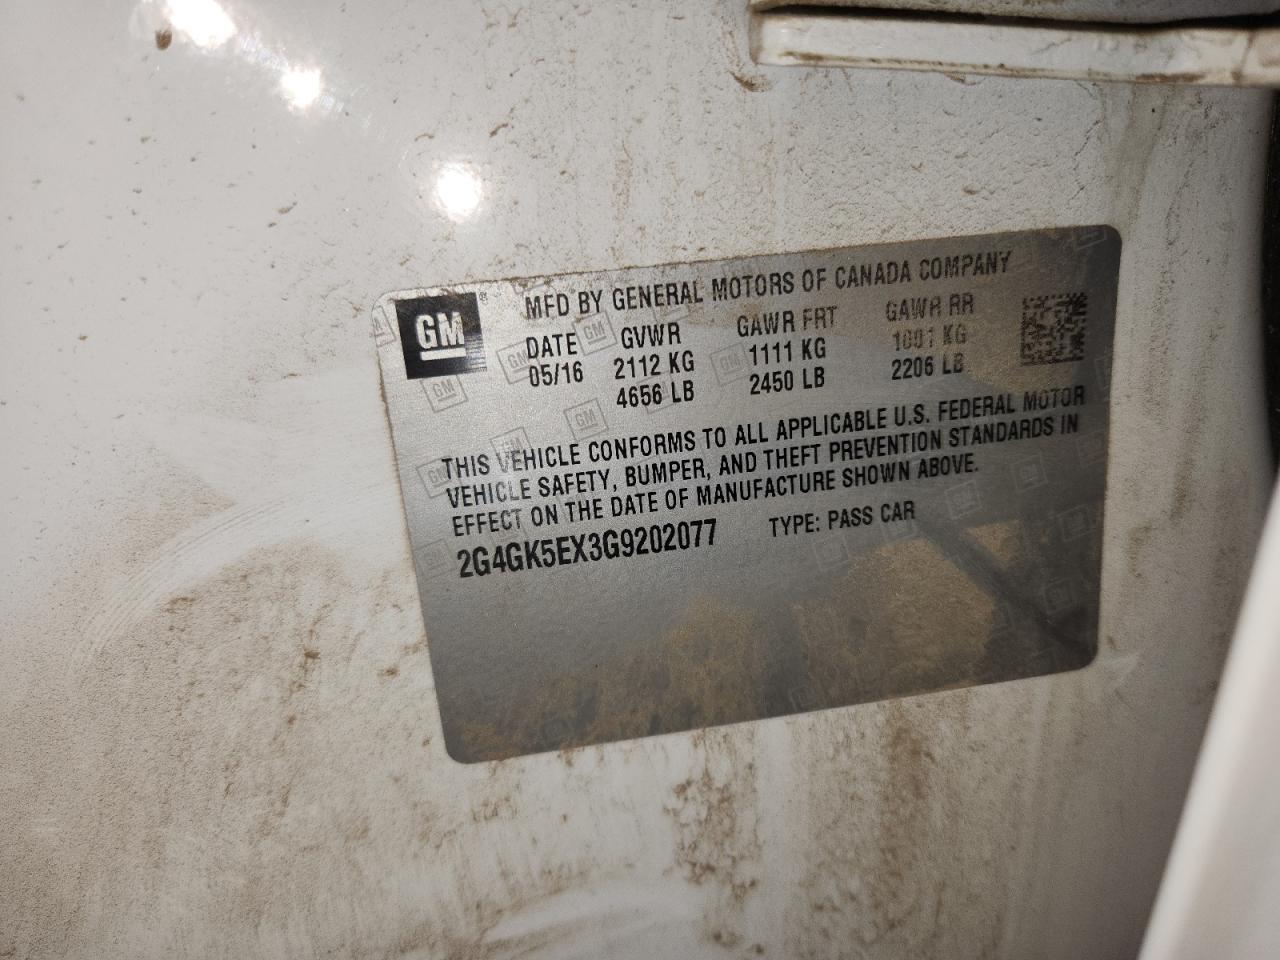 GM
MFD BY GENERAL MOTORS OF CANADA COMPANY
DATE GVWR GAWR FRT GAWR RR
05/16 2112 KG 1111 KG 1001 KG
4656 LB 2450 LB 2206 LB
THIS VEHICLE CONFORMS TO ALL APPLICABLE U.S. FEDERAL MOTOR
VEHICLE SAFETY, BUMPER, AND THEFT PREVENTION STANDARDS IN
EFFECT ON THE DATE OF MANUFACTURE SHOWN ABOVE.
2G4GK5EX3G9202077 TYPE: PASS CAR